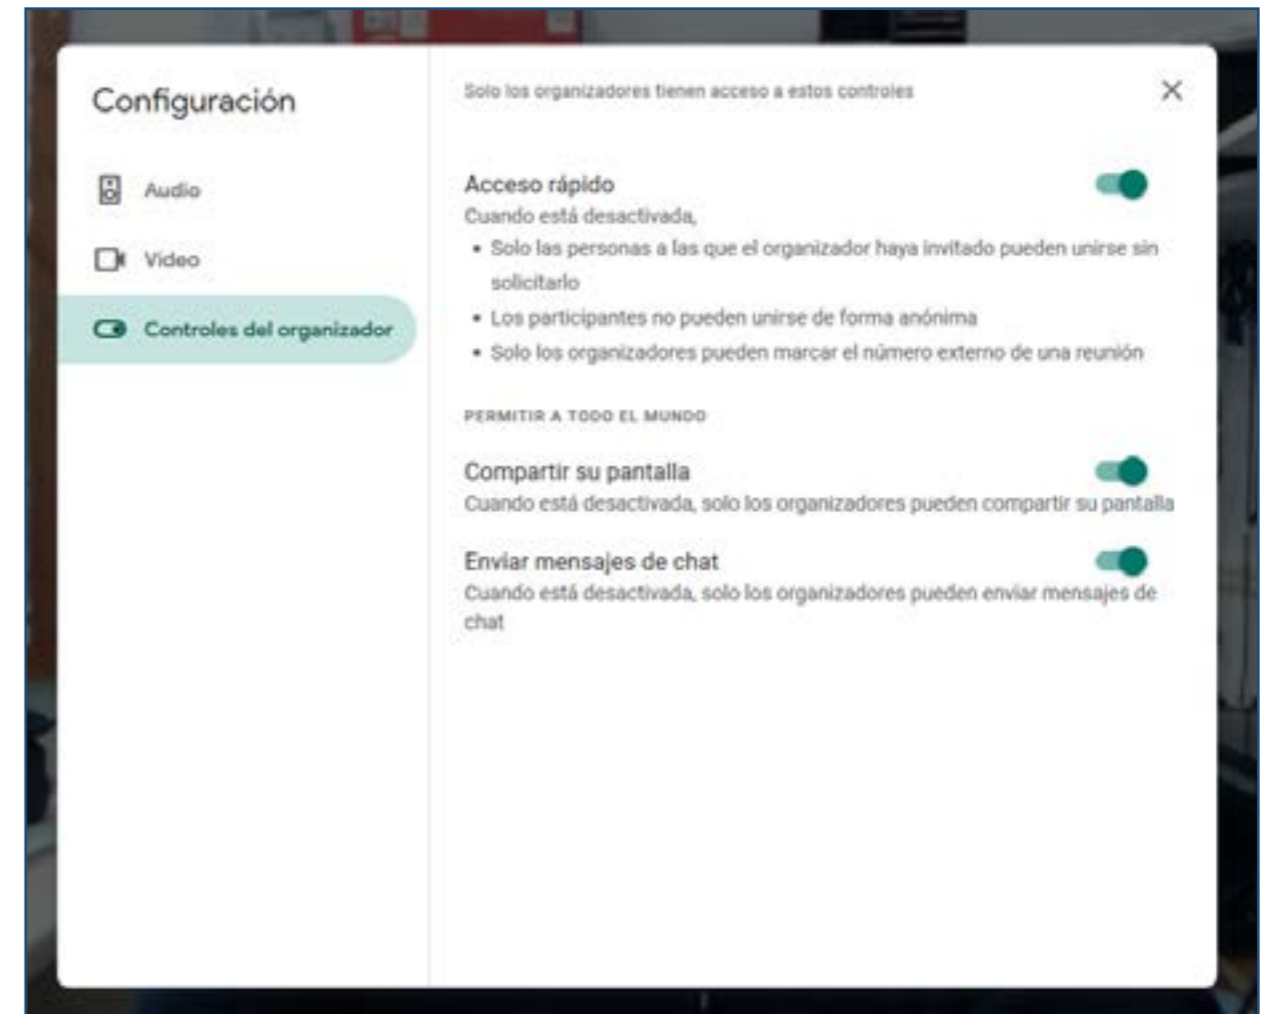 Configuración
Audio
Vídeo
Controles del organizador
Solo los organizadores tienen acceso a estos controles
Acceso rápido
Cuando está desactivada,
• Solo las personas a las que el organizador haya invitado pueden unirse sin
solicitarlo
• Los participantes no pueden unirse de forma anónima
• Solo los organizadores pueden marcar el número externo de una reunión
PERMITIR A TODO EL MUNDO
Compartir su pantalla
Cuando está desactivada, solo los organizadores pueden compartir su pantalla
Enviar mensajes de chat
Cuando está desactivada, solo los organizadores pueden enviar mensajes de
chat